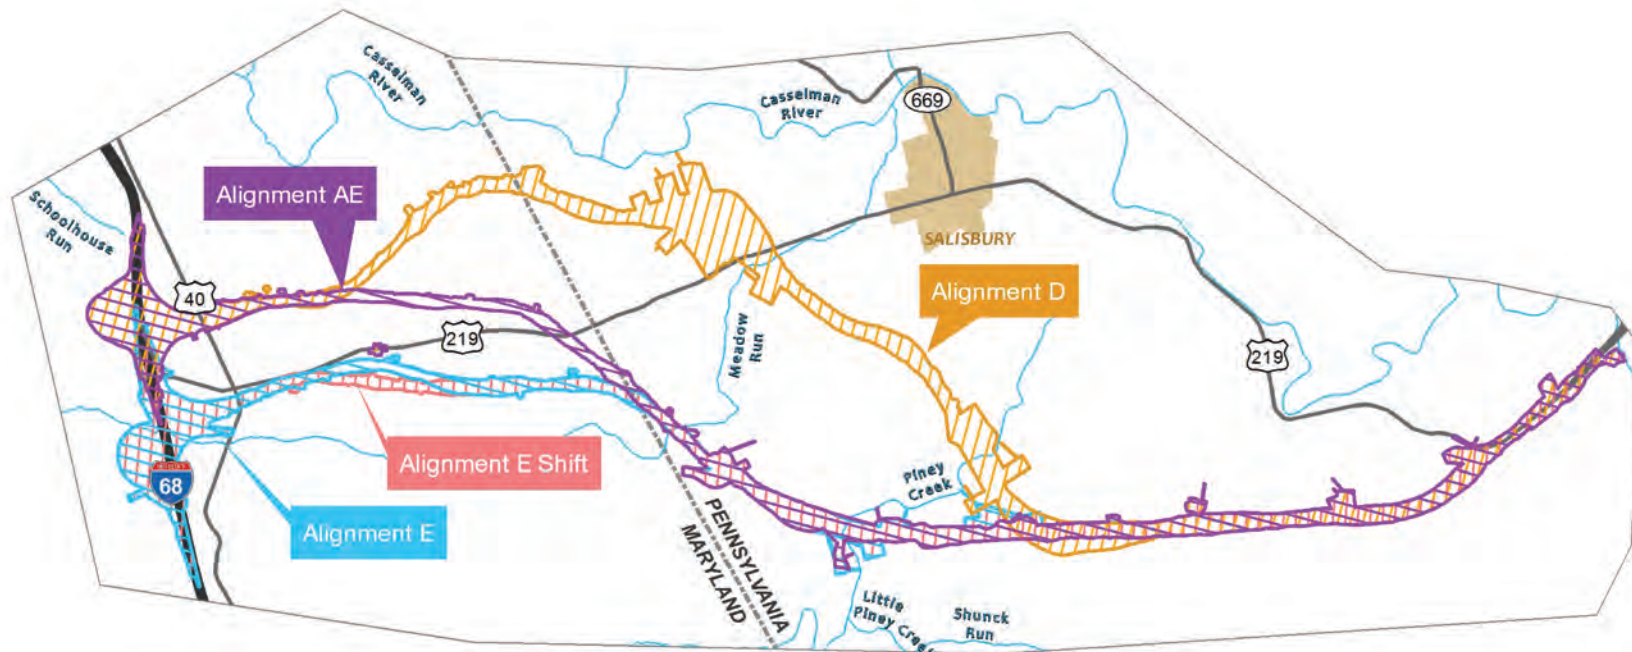 Casselman
River
Casselman
River
669
Schoolhouse
Run
Alignment AE
SALISBURY
40
219
Alignment D
Meadow
Run
219
Alignment E Shift
68
Piney
Creek
Alignment E
PENNSYLVANIA
MARYLAND
Little
Piney Creek
Shunck
Run